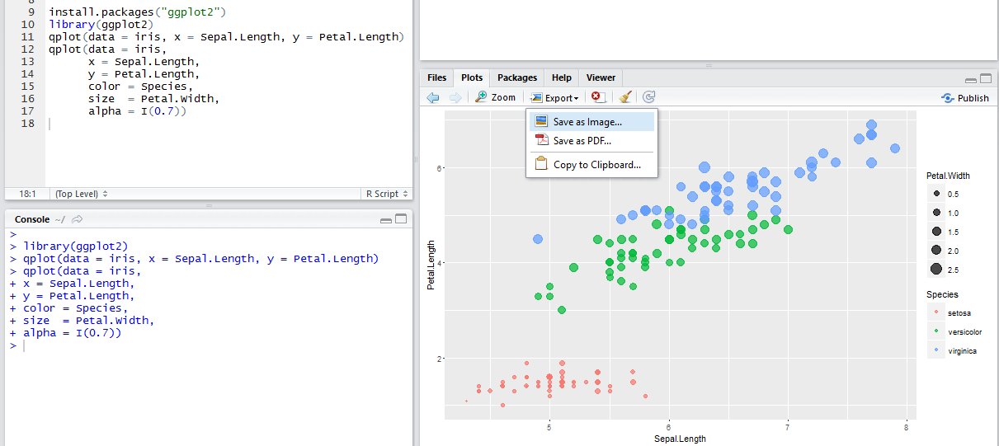 9 install.packages("ggplot2")
10 library(ggplot2)
11 qplot(data = iris, x = Sepal.Length, y = Petal.Length)
12 qplot(data = iris,
13 x = Sepal.Length,
14 y = Petal.Length,
15 color = Species,
16 size  = Petal.Width,
17 alpha = I(0.7))
18
18:1 (Top Level) R Script
Console ~/
>
> library(ggplot2)
> qplot(data = iris, x = Sepal.Length, y = Petal.Length)
> qplot(data = iris,
+ x = Sepal.Length,
+ y = Petal.Length,
+ color = Species,
+ size  = Petal.Width,
+ alpha = I(0.7))
>
Files Plots Packages Help Viewer
Zoom Export Publish
Save as Image...
Save as PDF...
Copy to Clipboard...
6
4
2
Petal.Length
5 6 7 8
Sepal.Length
Petal.Width
0.5
1.0
1.5
2.0
2.5
Species
setosa
versicolor
virginica